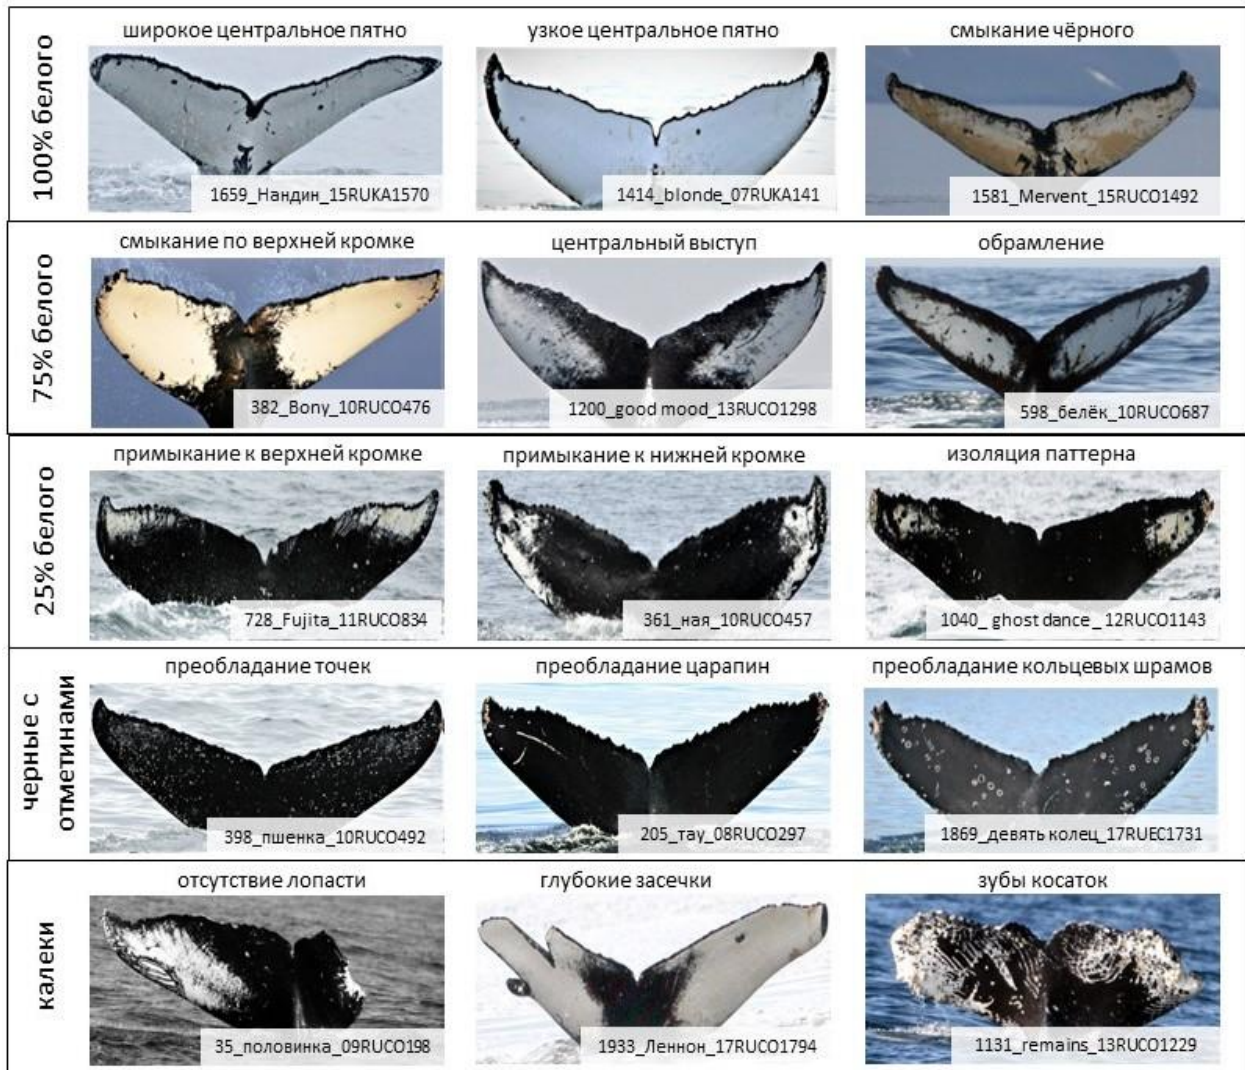 100% белого
широкое центральное пятно
узкое центральное пятно
смыкание чёрного
1659_Нандин_15RUKA1570
1414_blonde_07RUKA141
1581_Mervent_15RUCO1492
75% белого
смыкание по верхней кромке
центральный выступ
обрамление
382_Bony_10RUCO476
1200_good mood_13RUCO1298
598_белёк_10RUCO687
25% белого
примыкание к верхней кромке
примыкание к нижней кромке
изоляция паттерна
728_Fujita_11RUCO834
361_ная_10RUCO457
1040_ ghost dance_ 12RUCO1143
черные с
отметинами
преобладание точек
преобладание царапин
преобладание кольцевых шрамов
398_пшенка_10RUCO492
205_тау_08RUCO297
1869_девять колец_17RUEC1731
калеки
отсутствие лопасти
глубокие засечки
зубы косаток
35_половинка_09RUCO198
1933_Леннон_17RUCO1794
1131_remains_13RUCO1229